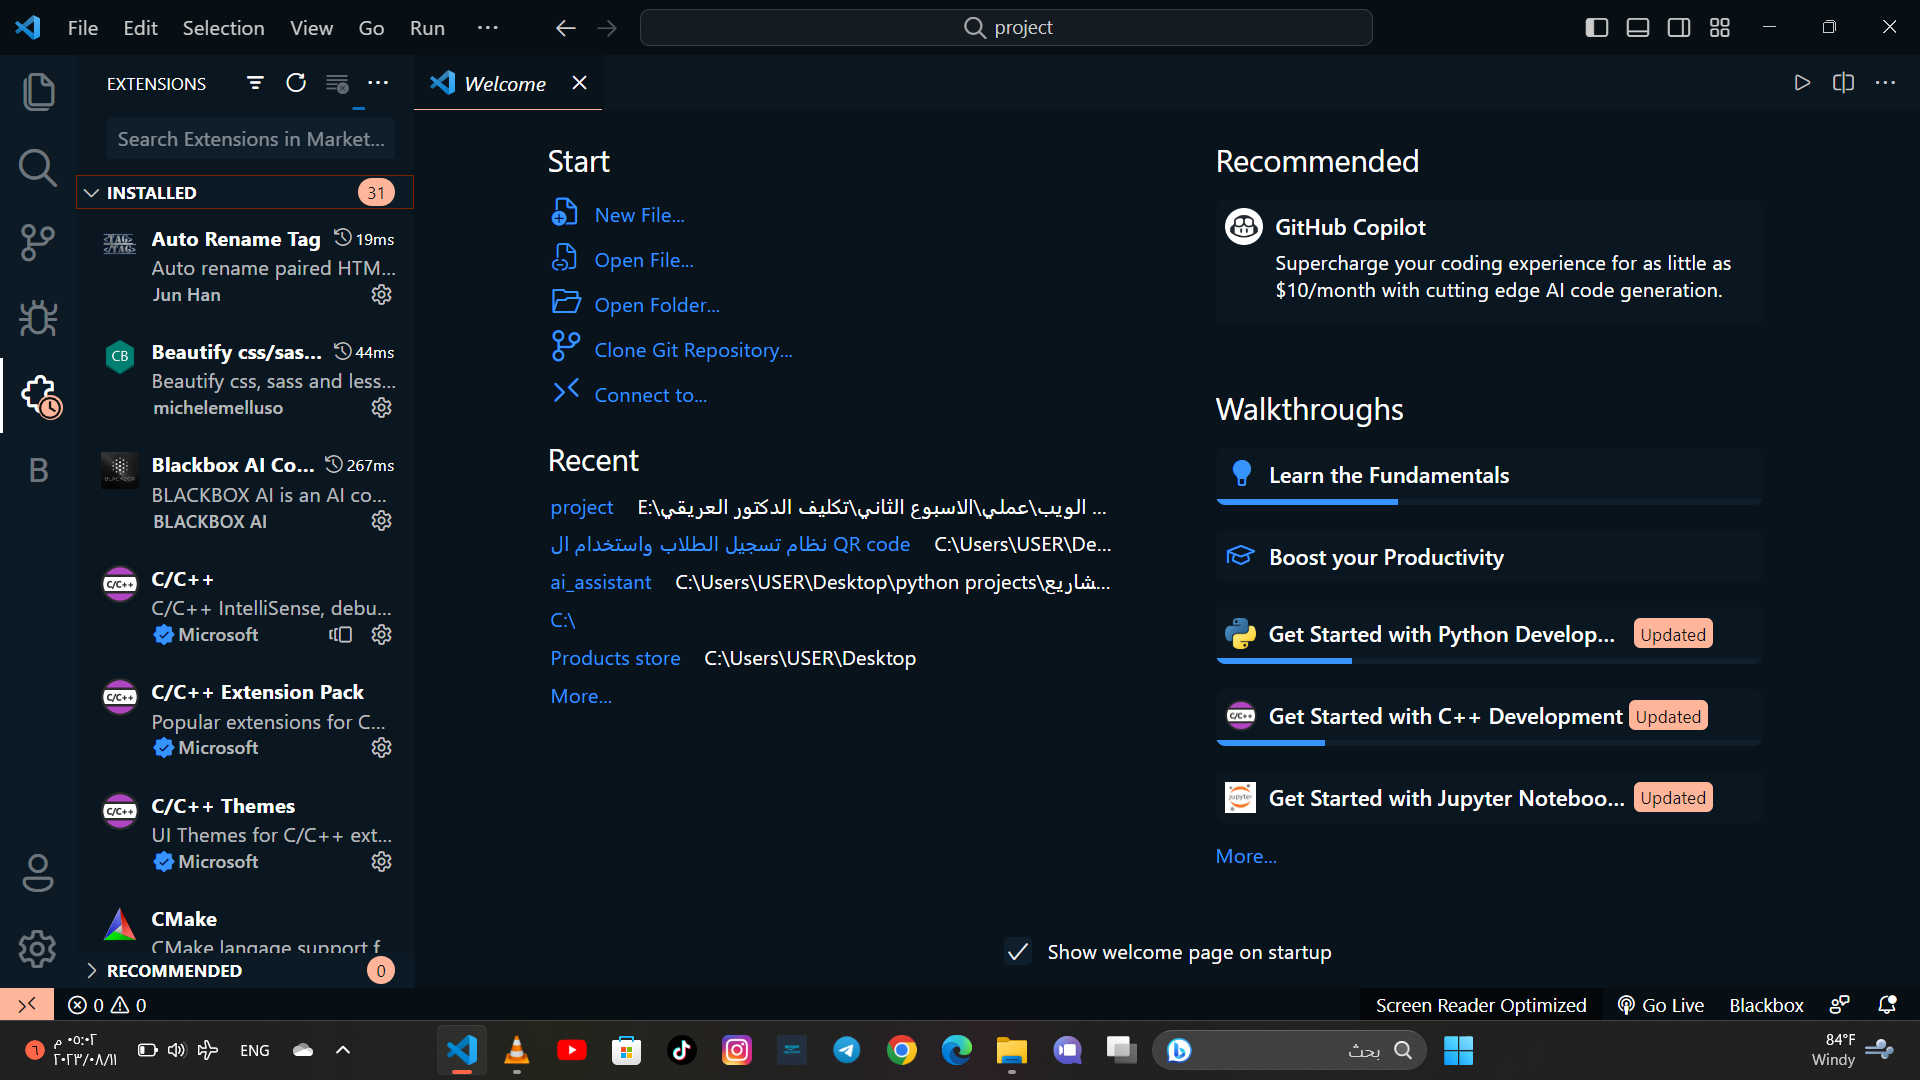 File Edit Selection View Go Run ...
project
EXTENSIONS
Welcome
Search Extensions in Market...
INSTALLED 31
Auto Rename Tag 19ms
Auto rename paired HTM...
Jun Han
CB
Beautify css/sas... 44ms
Beautify css, sass and less...
michelemelluso
Blackbox AI Co... 267ms
BLACKBOX AI is an AI co...
BLACKBOX AI
B
C/C++
C/C++
C/C++ IntelliSense, debu...
Microsoft
C/C++
C/C++ Extension Pack
Popular extensions for C...
Microsoft
C/C++
C/C++ Themes
UI Themes for C/C++ ext...
Microsoft
CMake
CMake langage support f
RECOMMENDED 0
Start
New File...
Open File...
Open Folder...
Clone Git Repository...
Connect to...
Recent
project E:\الويب\عملي\الاسبوع الثاني\تكليف الدكتور العريقي ...
نظام تسجيل الطلاب واستخدام ال QR code C:\Users\USER\De...
ai_assistant C:\Users\USER\Desktop\python projects\شاريع...
C:\
Products store C:\Users\USER\Desktop
More...
Recommended
GitHub Copilot
Supercharge your coding experience for as little as
$10/month with cutting edge AI code generation.
Walkthroughs
Learn the Fundamentals
Boost your Productivity
Get Started with Python Develop... Updated
C/C++
Get Started with C++ Development Updated
jupyter
Get Started with Jupyter Noteboo... Updated
More...
Show welcome page on startup
0 0
Screen Reader Optimized Go Live Blackbox
٦
٠٥:٠٢ م
٢٠٢٣/٠٨/١١
ENG
بحث
84°F
Windy